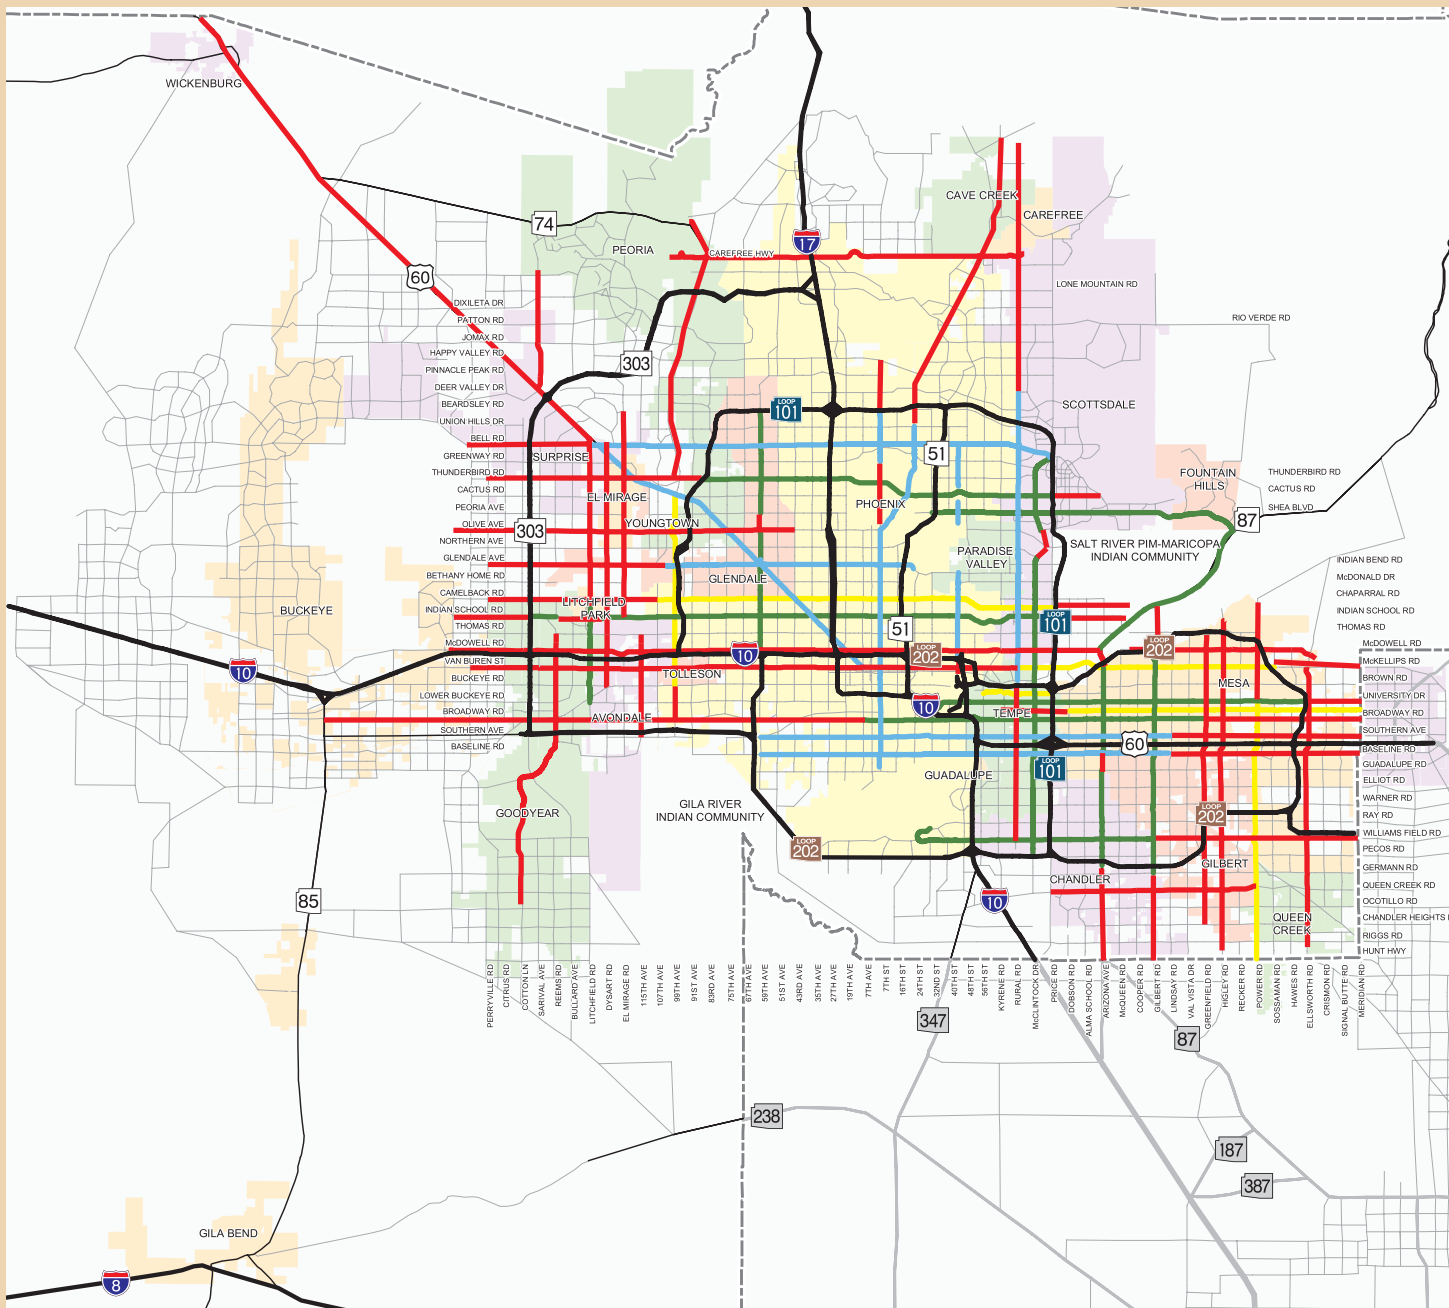 WICKENBURG
CAVE CREEK
CAREFREE
74
PEORIA
17
CAREFREE HWY
60
LONE MOUNTAIN RD
RIO VERDE RD
DIXILETA DR
PATTON RD
JOMAX RD
HAPPY VALLEY RD
PINNACLE PEAK RD
DEER VALLEY DR
BEARDSLEY RD
UNION HILLS DR
BELL RD
GREENWAY RD
THUNDERBIRD RD
CACTUS RD
PEORIA AVE
OLIVE AVE
NORTHERN AVE
GLENDALE AVE
BETHANY HOME RD
CAMELBACK RD
INDIAN SCHOOL RD
THOMAS RD
McDOWELL RD
VAN BUREN ST
BUCKEYE RD
LOWER BUCKEYE RD
BROADWAY RD
SOUTHERN AVE
BASELINE RD
303
LOOP
101
SCOTTSDALE
51
SURPRISE
EL MIRAGE
YOUNGTOWN
303
PHOENIX
FOUNTAIN
HILLS
THUNDERBIRD RD
CACTUS RD
SHEA BLVD
87
PARADISE
VALLEY
SALT RIVER PIM-MARICOPA
INDIAN COMMUNITY
GLENDALE
BUCKEYE
LITCHFIELD
PARK
51
LOOP
101
LOOP
202
LOOP
202
10
10
TOLLESON
AVONDALE
10
TEMPE
MESA
60
INDIAN BEND RD
McDONALD DR
CHAPARRAL RD
INDIAN SCHOOL RD
THOMAS RD
McDOWELL RD
McKELLIPS RD
BROWN RD
UNIVERSITY DR
BROADWAY RD
SOUTHERN AVE
BASELINE RD
GUADALUPE RD
ELLIOT RD
WARNER RD
RAY RD
WILLIAMS FIELD RD
PECOS RD
GERMANN RD
QUEEN CREEK RD
OCOTILLO RD
CHANDLER HEIGHTS
RIGGS RD
HUNT HWY
GUADALUPE
LOOP
101
GOODYEAR
GILA RIVER
INDIAN COMMUNITY
LOOP
202
LOOP
202
GILBERT
CHANDLER
10
QUEEN
CREEK
85
PERRYVILLE RD
CITRUS RD
COTTON LN
SARIVAL AVE
REEMS RD
BULLARD AVE
LITCHFIELD RD
DYSART RD
EL MIRAGE RD
115TH AVE
107TH AVE
99TH AVE
91ST AVE
83RD AVE
75TH AVE
67TH AVE
59TH AVE
51ST AVE
43RD AVE
35TH AVE
27TH AVE
19TH AVE
7TH AVE
7TH ST
16TH ST
24TH ST
32ND ST
40TH ST
48TH ST
56TH ST
KYRENE RD
RURAL RD
McCLINTOCK DR
PRICE RD
DOBSON RD
ALMA SCHOOL RD
ARIZONA AVE
McQUEEN RD
COOPER RD
GILBERT RD
LINDSAY RD
VAL VISTA DR
GREENFIELD RD
HIGLEY RD
RECKER RD
POWER RD
SOSSAMAN RD
HAWES RD
ELLSWORTH RD
CRISMON RD
SIGNAL BUTTE RD
MERIDIAN RD
347
87
238
187
387
GILA BEND
8